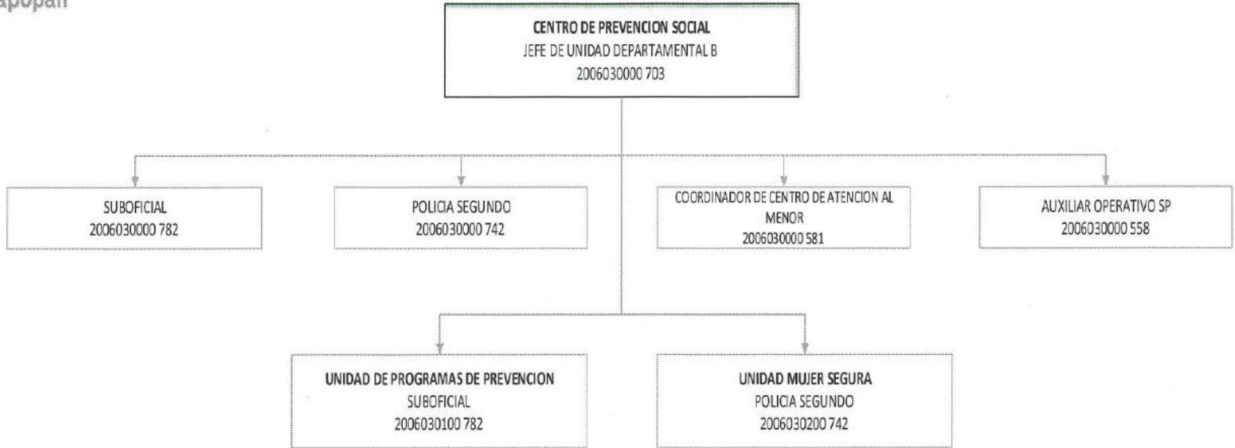 CENTRO DE PREVENCION SOCIAL
JEFE DE UNIDAD DEPARTAMENTAL B
2006030000 703
SUBOFICIAL
2006030000 782
POLICIA SEGUNDO
2006030000 742
COORDINADOR DE CENTRO DE ATENCION AL
MENOR
2006030000 581
AUXILIAR OPERATIVO SP
2006030000 558
UNIDAD DE PROGRAMAS DE PREVENCION
SUBOFICIAL
2006030100 782
UNIDAD MUJER SEGURA
POLICIA SEGUNDO
2006030200 742